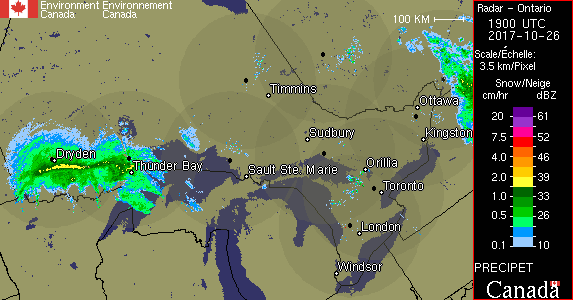 Environment Environnement
Canada Canada
100 KM
Radar - Ontario
1900 UTC
2017-10-26
Scale/Échelle:
3.5 km/Pixel
Snow/Neige
cm/hr dBZ
20 61
7.5 52
4.0 46
2.0 39
1.0 33
0.5 26
0.1 10
PRECIPET
Canada
Timmins
Ottawa
Sudbury
Kingston
Dryden
Thunder Bay
Sault Ste. Marie
Orillia
Toronto
London
Windsor